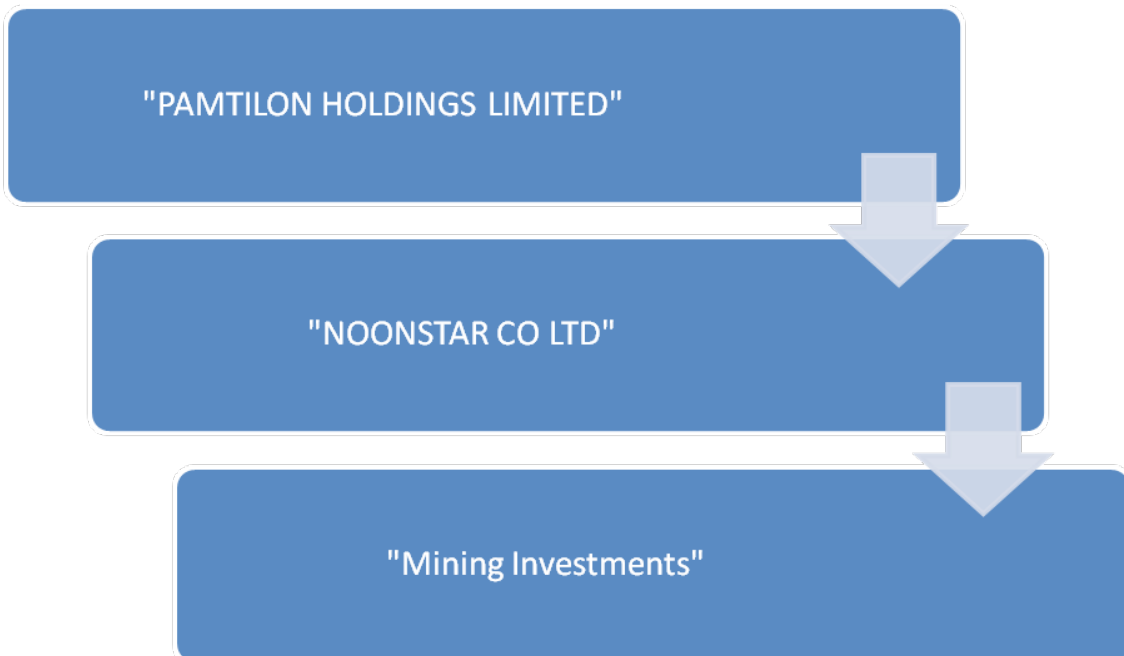 "PAMTILON HOLDINGS LIMITED"
"NOONSTAR CO LTD"
"Mining Investments"